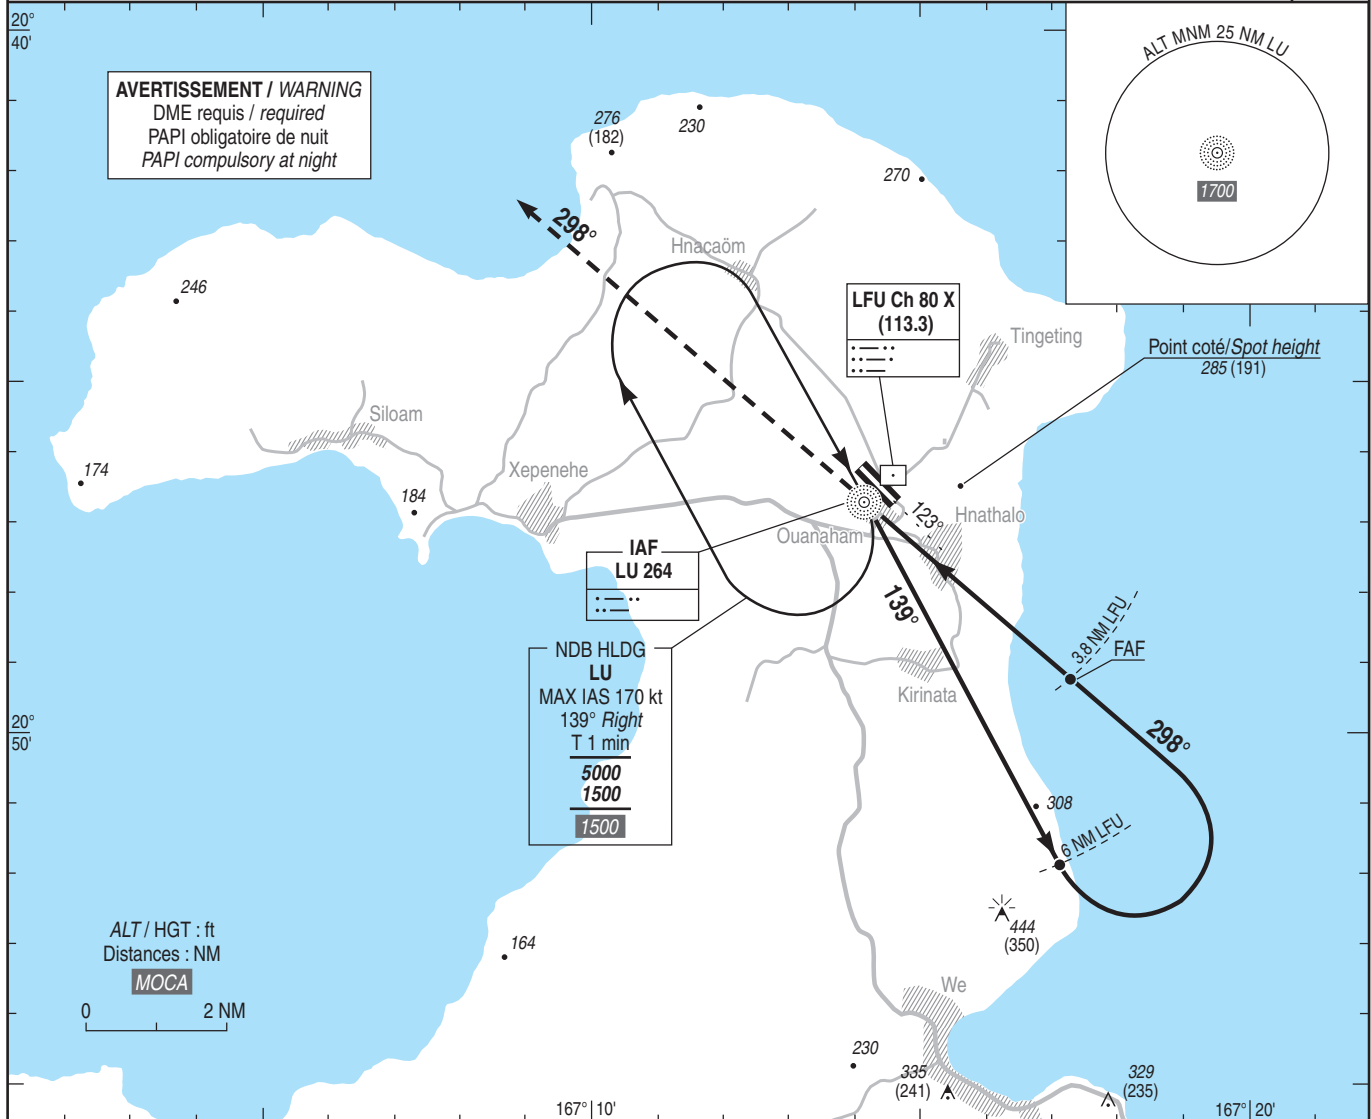 20°
40'
AVERTISSEMENT / WARNING
DME requis / required
PAPI obligatoire de nuit
PAPI compulsory at night
276
(182)
230
270
ALT MNM 25 NM LU
1700
298°
Hnacaöm
246
LFU Ch 80 X
(113.3)
Tingeting
Point coté/Spot height
285 (191)
Siloam
174
184
Xepenehe
123°
Hnathalo
Ouanaham
IAF
LU 264
139°
NDB HLDG
LU
MAX IAS 170 kt
139° Right
T 1 min
5000
1500
1500
3.8 NM LFU
FAF
Kirinata
298°
20°
50'
308
6 NM LFU
444
(350)
ALT / HGT : ft
Distances : NM
MOCA
0 2 NM
164
We
230
335
(241)
329
(235)
167° 10'
167° 20'